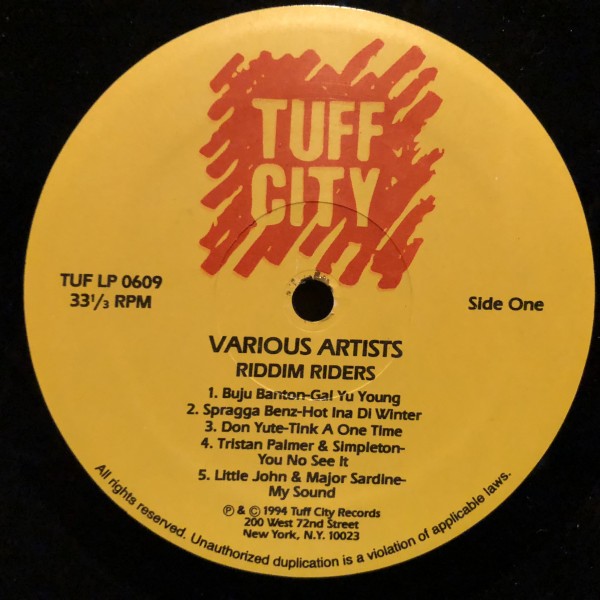 TUFF
CITY
TUF LP 0609
33 1/3 RPM
Side One
VARIOUS ARTISTS
RIDDIM RIDERS
1. Buju Banton-Gal Yu Young
2. Spragga Benz-Hot Ina Di Winter
3. Don Yute-Tink A One Time
4. Tristan Palmer & Simpleton-
You No See It
5. Little John & Major Sardine-
My Sound
℗ & © 1994 Tuff City Records
200 West 72nd Street
New York, N.Y. 10023
All rights reserved. Unauthorized duplication is a violation of applicable laws.